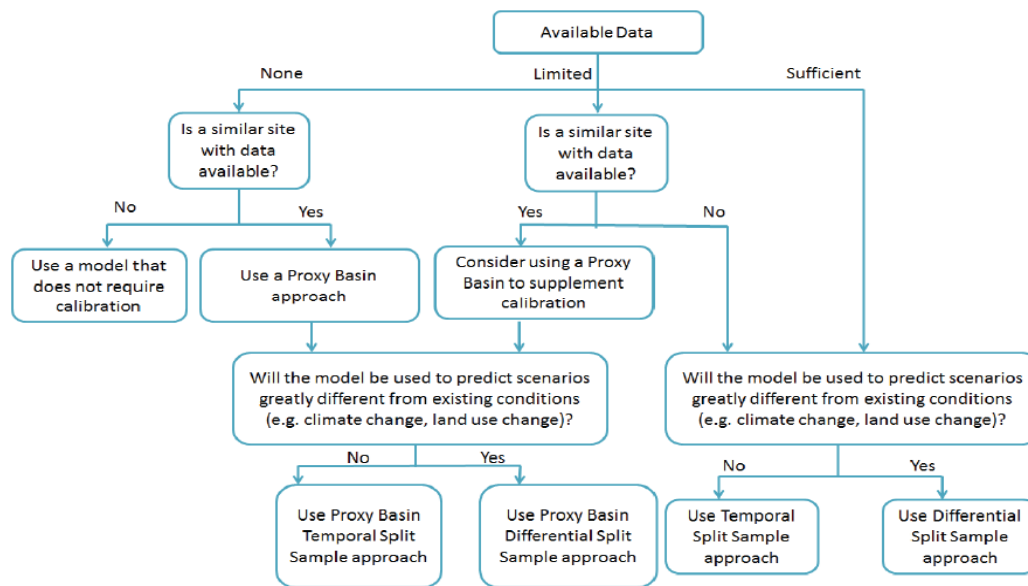 Available Data
None
Limited
Sufficient
Is a similar site
with data
available?
Is a similar site
with data
available?
No
Yes
Yes
No
Use a model that
does not require
calibration
Use a Proxy Basin
approach
Consider using a Proxy
Basin to supplement
calibration
Will the model be used to predict scenarios
greatly different from existing conditions
(e.g. climate change, land use change)?
Will the model be used to predict scenarios
greatly different from existing conditions
(e.g. climate change, land use change)?
No
Yes
No
Yes
Use Proxy Basin
Temporal Split
Sample approach
Use Proxy Basin
Differential Split
Sample approach
Use Temporal
Split Sample
approach
Use Differential
Split Sample
approach